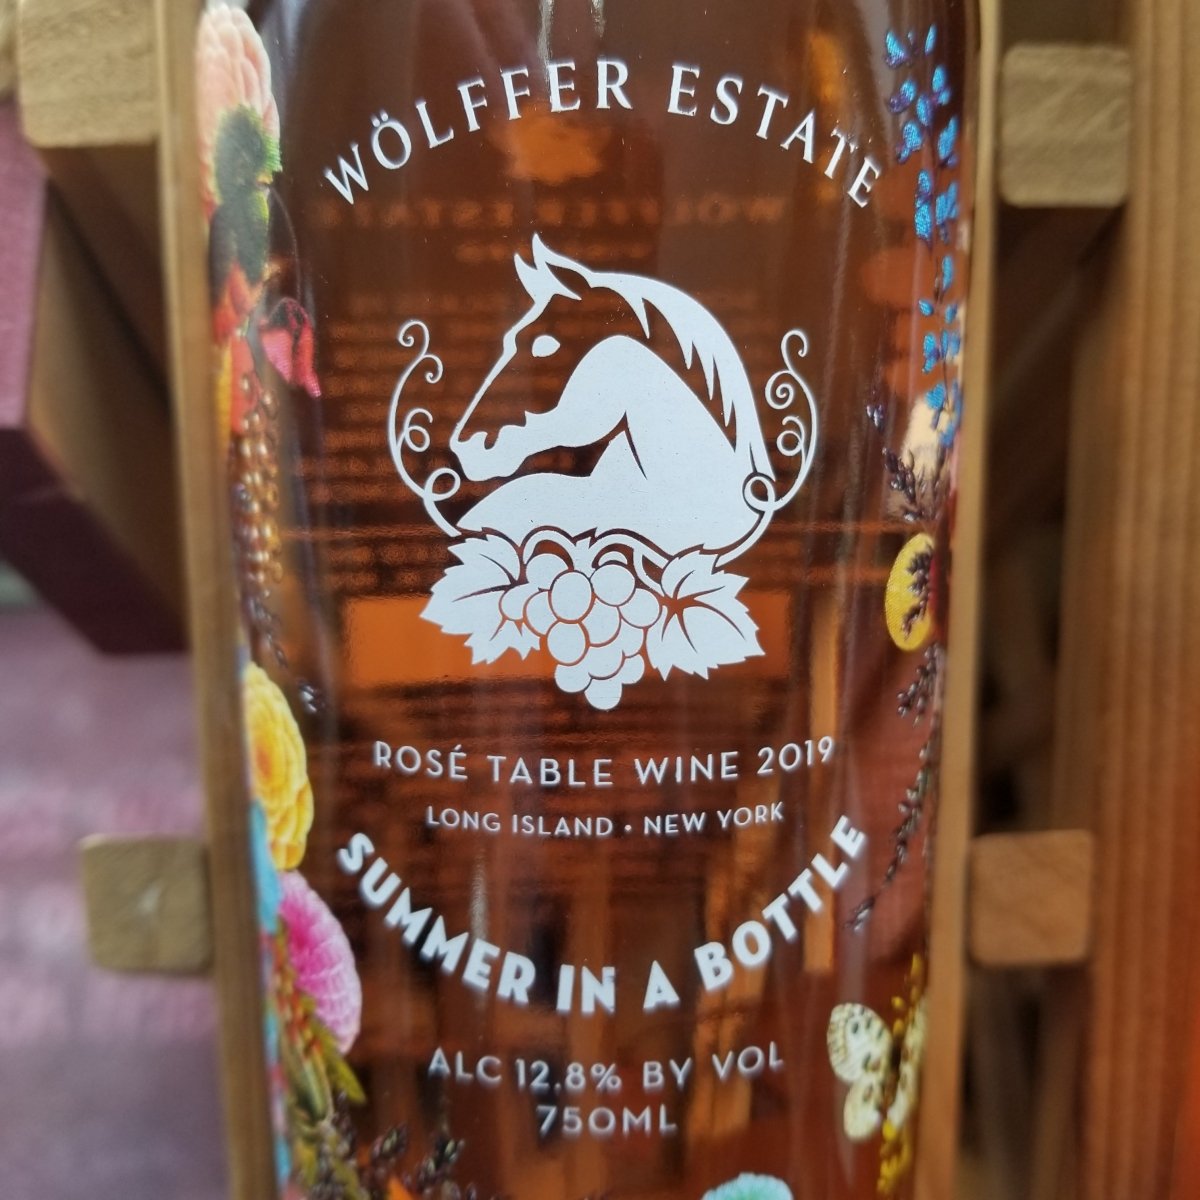 WÖLFFER ESTATE
ROSÉ TABLE WINE 2019
LONG ISLAND • NEW YORK
SUMMER IN A BOTTLE
ALC 12.8% BY VOL
750ML